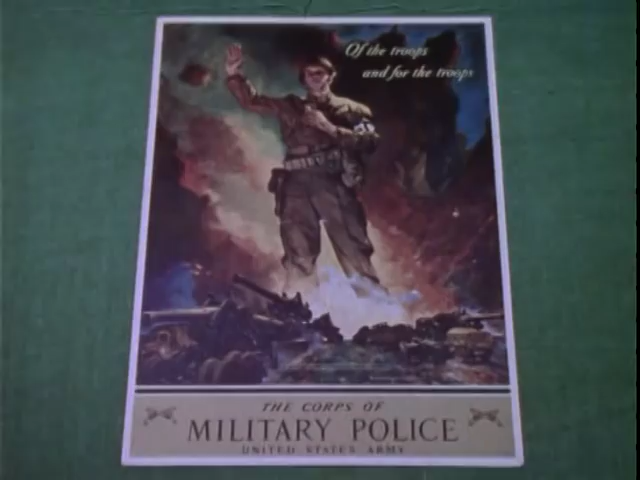 Of the troops
and for the troops
THE CORPS OF
MILITARY POLICE
UNITED STATES ARMY